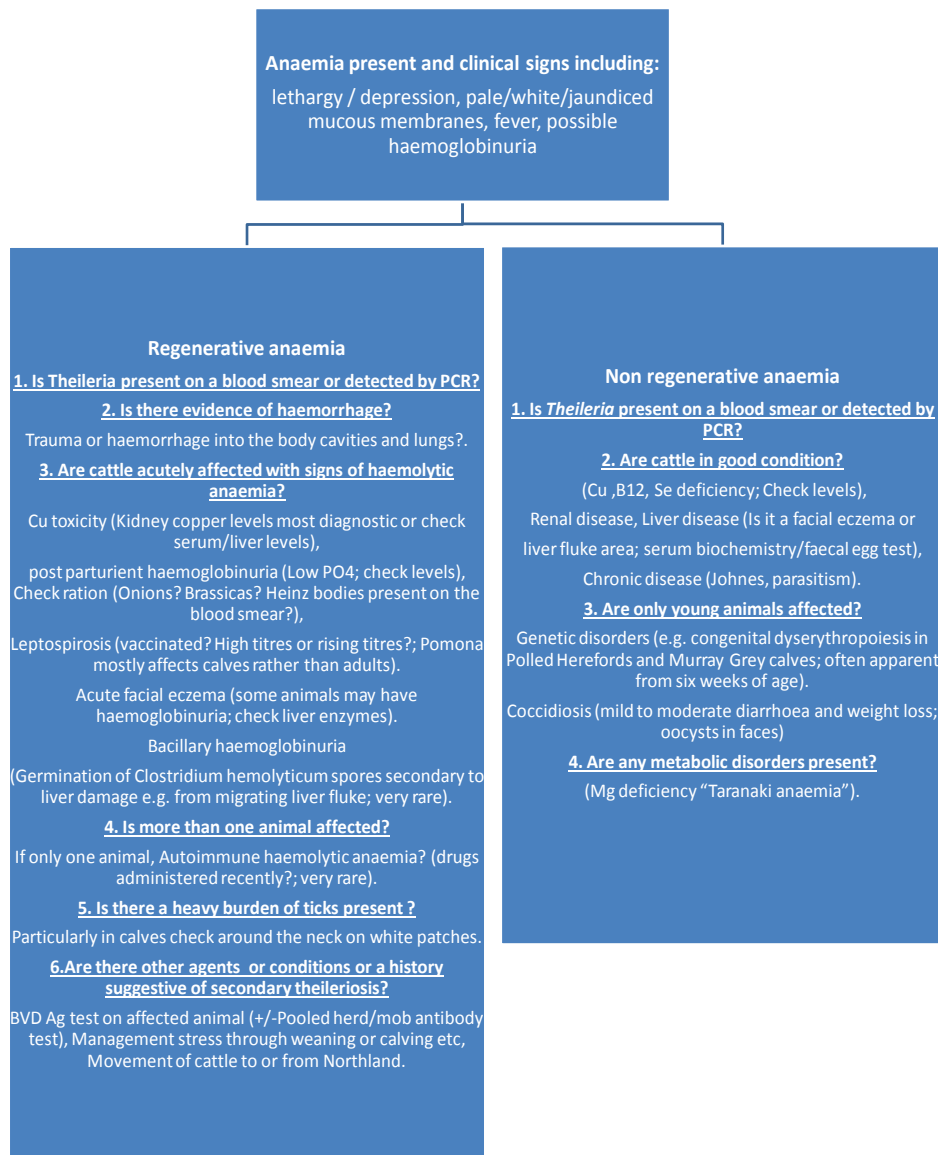 Anaemia present and clinical signs including:
lethargy / depression, pale/white/jaundiced
mucous membranes, fever, possible
haemoglobinuria
Regenerative anaemia
1. Is Theileria present on a blood smear or detected by PCR?
2. Is there evidence of haemorrhage?
Trauma or haemorrhage into the body cavities and lungs?.
3. Are cattle acutely affected with signs of haemolytic
anaemia?
Cu toxicity (Kidney copper levels most diagnostic or check
serum/liver levels),
post parturient haemoglobinuria (Low PO4; check levels),
Check ration (Onions? Brassicas? Heinz bodies present on the
blood smear?),
Leptospirosis (vaccinated? High titres or rising titres?; Pomona
mostly affects calves rather than adults).
Acute facial eczema (some animals may have
haemoglobinuria; check liver enzymes).
Bacillary haemoglobinuria
(Germination of Clostridium hemolyticum spores secondary to
liver damage e.g. from migrating liver fluke; very rare).
4. Is more than one animal affected?
If only one animal, Autoimmune haemolytic anaemia? (drugs
administered recently?; very rare).
5. Is there a heavy burden of ticks present ?
Particularly in calves check around the neck on white patches.
6.Are there other agents or conditions or a history
suggestive of secondary theileriosis?
BVD Ag test on affected animal (+/-Pooled herd/mob antibody
test), Management stress through weaning or calving etc,
Movement of cattle to or from Northland.
Non regenerative anaemia
1. Is Theileria present on a blood smear or detected by
PCR?
2. Are cattle in good condition?
(Cu ,B12, Se deficiency; Check levels),
Renal disease, Liver disease (Is it a facial eczema or
liver fluke area; serum biochemistry/faecal egg test),
Chronic disease (Johnes, parasitism).
3. Are only young animals affected?
Genetic disorders (e.g. congenital dyserythropoiesis in
Polled Herefords and Murray Grey calves; often apparent
from six weeks of age).
Coccidiosis (mild to moderate diarrhoea and weight loss;
oocysts in faces)
4. Are any metabolic disorders present?
(Mg deficiency “Taranaki anaemia”).